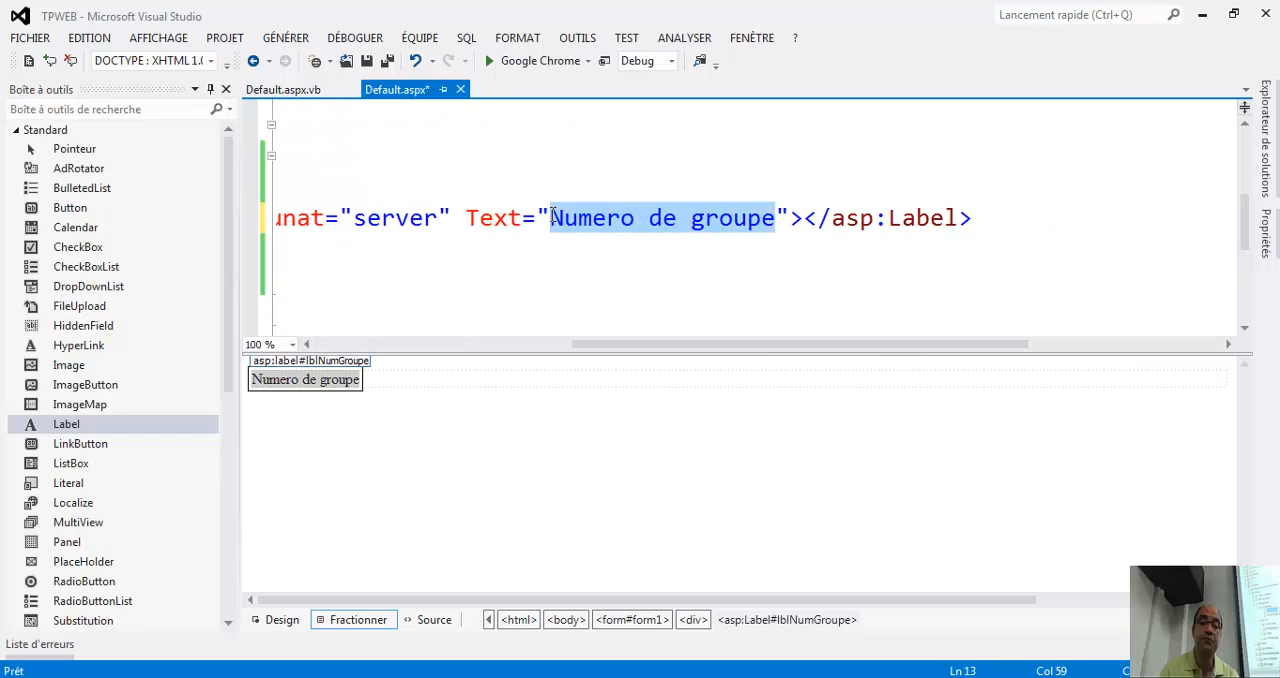 TPWEB - Microsoft Visual Studio
Lancement rapide (Ctrl+Q)
FICHIER EDITION AFFICHAGE PROJET GÉNÉRER DÉBOGUER ÉQUIPE SQL FORMAT OUTILS TEST ANALYSER FENÊTRE ?
DOCTYPE : XHTML 1.0 Google Chrome Debug
Boîte à outils
Default.aspx.vb Default.aspx*
Boîte à outils de recherche
Standard
Pointeur
AdRotator
BulletedList
Button
Calendar
CheckBox
CheckBoxList
DropDownList
FileUpload
HiddenField
HyperLink
Image
ImageButton
ImageMap
Label
LinkButton
ListBox
Literal
Localize
MultiView
Panel
PlaceHolder
RadioButton
RadioButtonList
Substitution
unat="server" Text="Numero de groupe"></asp:Label>
100 %
asp:label#lblNumGroupe
Numero de groupe
Design Fractionner Source <html> <body> <form#form1> <div> <asp:Label#lblNumGroupe>
Explorateur de solutions
Propriétés
Liste d'erreurs
Prêt Ln 13 Col 59